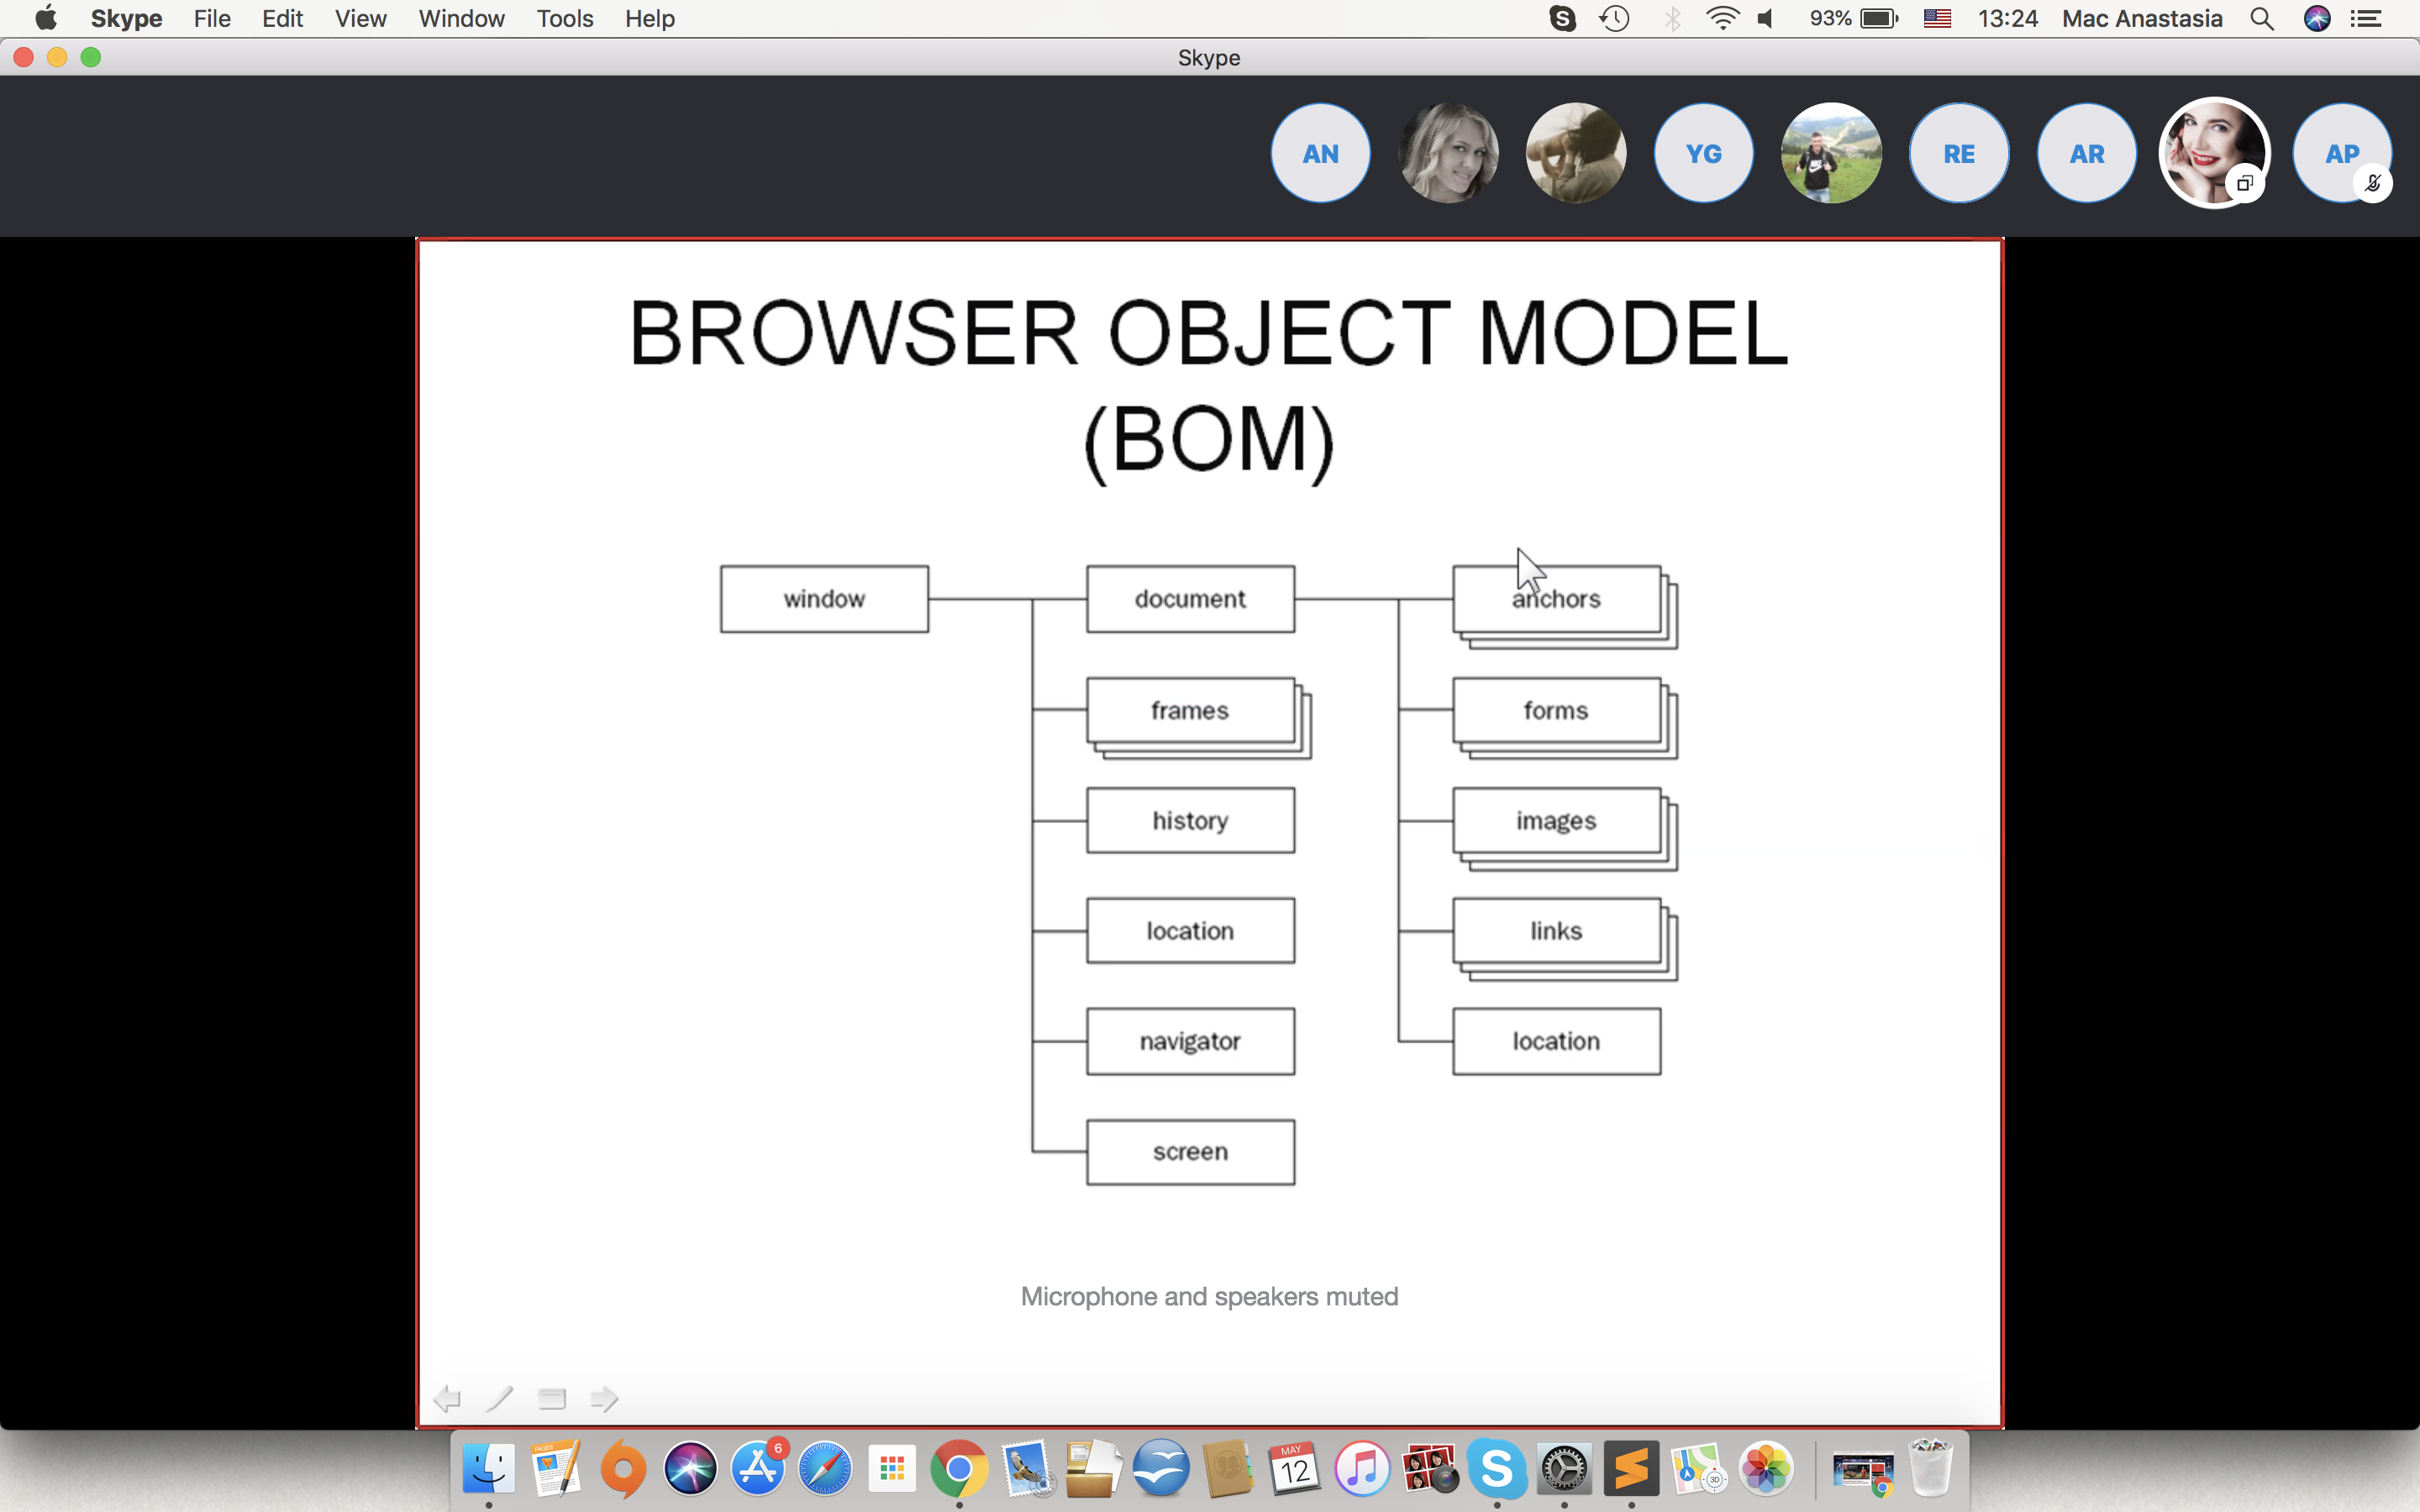 Skype File Edit View Window Tools Help 93% 13:24 Mac Anastasia
Skype
AN YG RE AR AP
BROWSER OBJECT MODEL
(BOM)
window document anchors
frames forms
history images
location links
navigator location
screen
Microphone and speakers muted
PAGES 6 MAY 12 3D